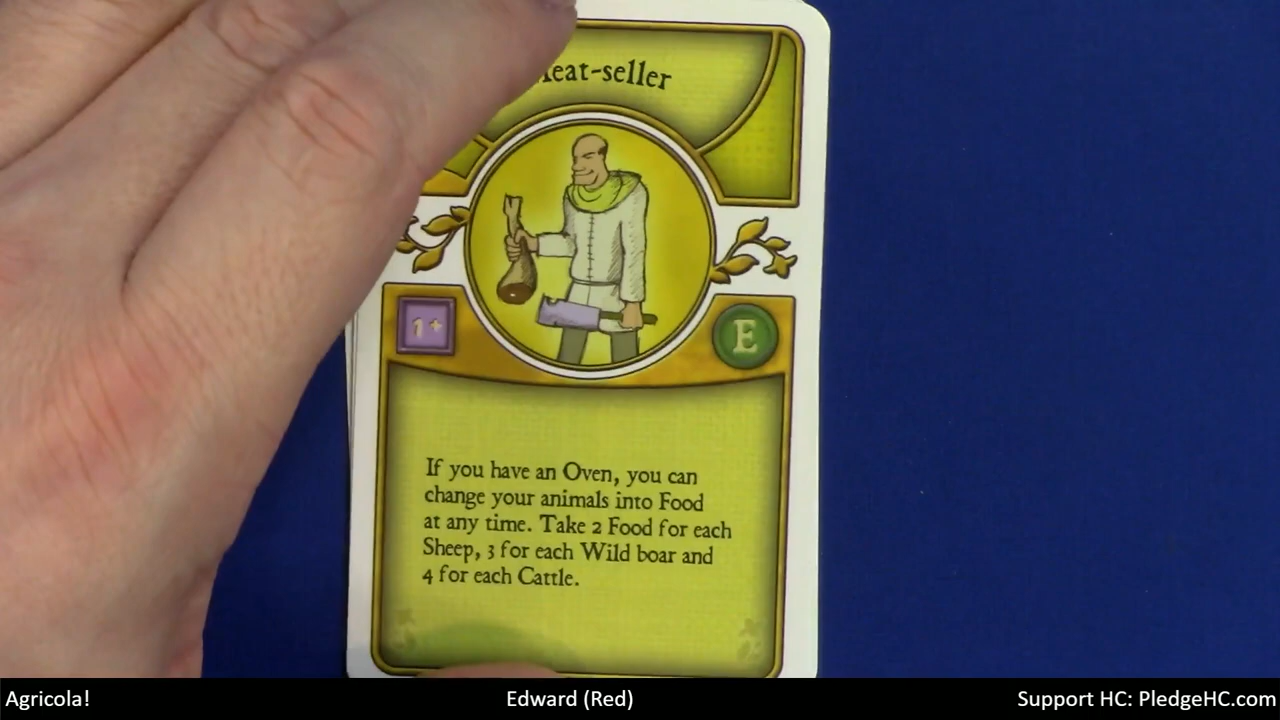 eat-seller
1+
E
If you have an Oven, you can
change your animals into Food
at any time. Take 2 Food for each
Sheep, 3 for each Wild boar and
4 for each Cattle.
Agricola!
Edward (Red)
Support HC: PledgeHC.com